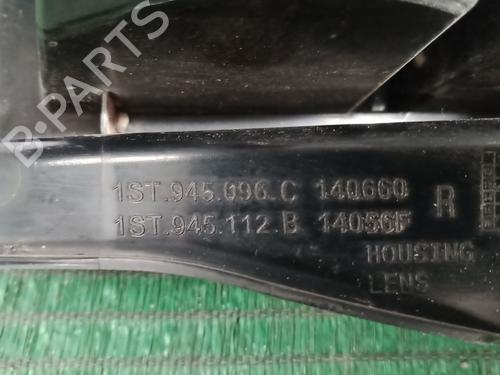 B-PARTS
1ST.945.096.C 140660 R
1ST.945.112.B 14056F
HOUSING
LENS